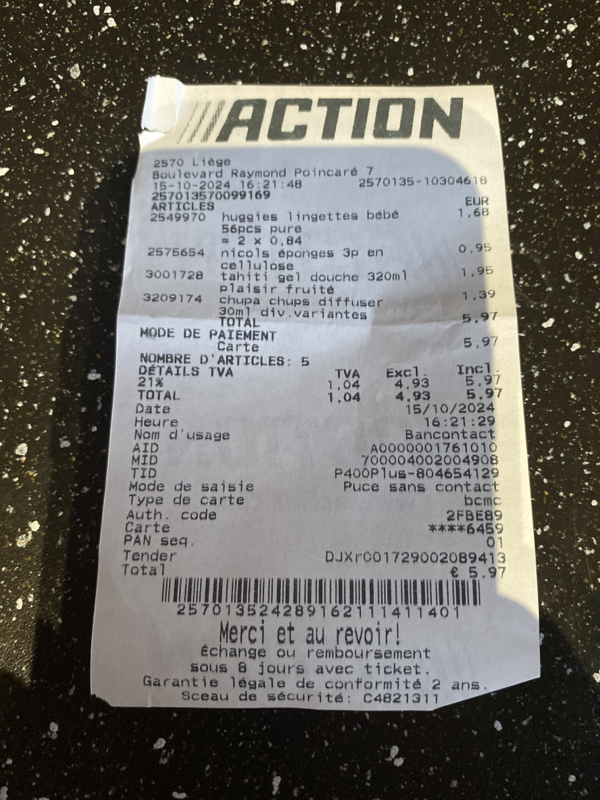 ACTION
2570 Liège
Boulevard Raymond Poincaré 7
15-10-2024 16:21:48 2570135-10304618
257013570099169
ARTICLES EUR
2549970 huggies lingettes bébé 1,68
56pcs pure
= 2 x 0,84
2575654 nicols éponges 3p en 0,95
cellulose
3001728 tahiti gel douche 320ml 1,95
plaisir fruité
3209174 chupa chups diffuser 1,39
30ml div.variantes
TOTAL 5,97
MODE DE PAIEMENT
Carte 5,97
NOMBRE D'ARTICLES: 5
DÉTAILS TVA TVA Excl. Incl.
21% 1,04 4,93 5,97
TOTAL 1,04 4,93 5,97
Date 15/10/2024
Heure 16:21:29
Nom d'usage Bancontact
AID A0000001761010
MID 700004002004908
TID P400Plus-804654129
Mode de saisie Puce sans contact
Type de carte bcmc
Auth. code 2FBE89
Carte ****6459
PAN seq. 01
Tender DJXr001729002089413
Total € 5,97
257013524289162111411401
Merci et au revoir!
Échange ou remboursement
sous 8 jours avec ticket.
Garantie légale de conformité 2 ans.
Sceau de sécurité: C4821311